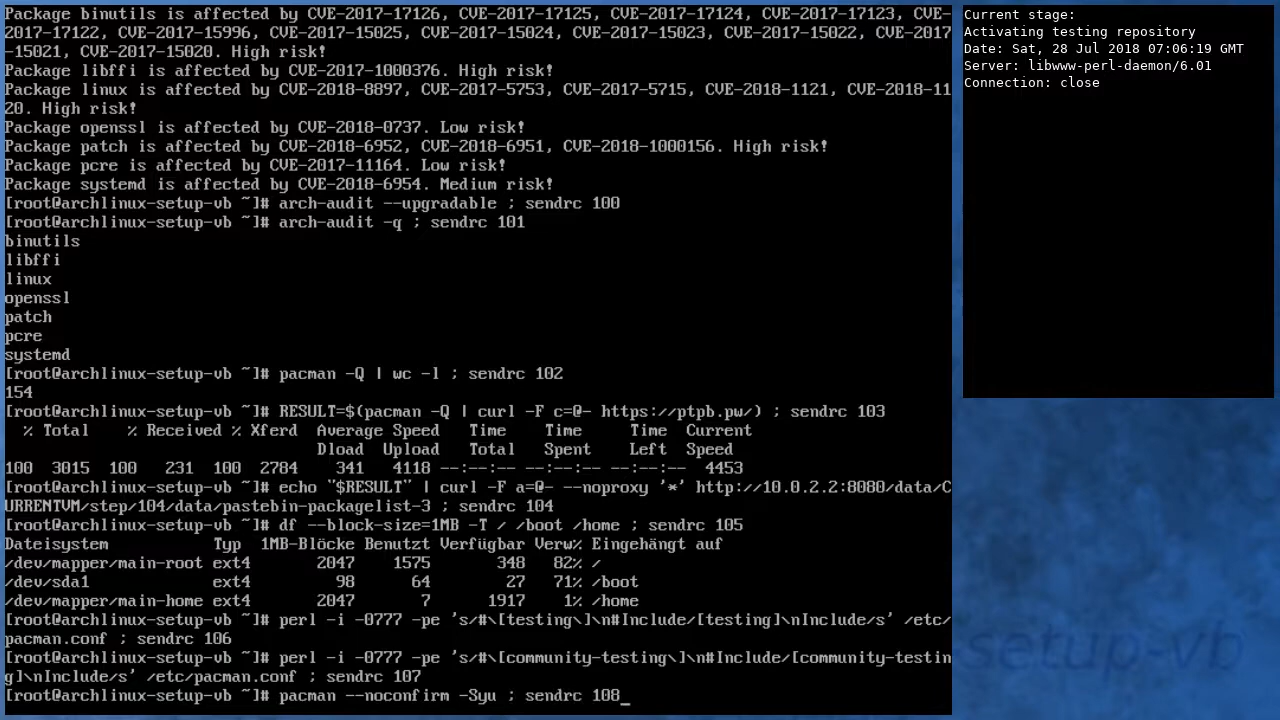 Package binutils is affected by CVE-2017-17126, CVE-2017-17125, CVE-2017-17124, CVE-2017-17123, CVE-
2017-17122, CVE-2017-15996, CVE-2017-15025, CVE-2017-15024, CVE-2017-15023, CVE-2017-15022, CVE-2017
-15021, CVE-2017-15020. High risk!
Package libffi is affected by CVE-2017-1000376. High risk!
Package linux is affected by CVE-2018-8897, CVE-2017-5753, CVE-2017-5715, CVE-2018-1121, CVE-2018-11
20. High risk!
Package openssl is affected by CVE-2018-0737. Low risk!
Package patch is affected by CVE-2018-6952, CVE-2018-6951, CVE-2018-1000156. High risk!
Package pcre is affected by CVE-2017-11164. Low risk!
Package systemd is affected by CVE-2018-6954. Medium risk!
[root@archlinux-setup-vb ~]# arch-audit --upgradable ; sendrc 100
[root@archlinux-setup-vb ~]# arch-audit -q ; sendrc 101
binutils
libffi
linux
openssl
patch
pcre
systemd
[root@archlinux-setup-vb ~]# pacman -Q | wc -l ; sendrc 102
154
[root@archlinux-setup-vb ~]# RESULT=$(pacman -Q | curl -F c=@- https://ptpb.pw/) ; sendrc 103
  % Total    % Received % Xferd  Average Speed   Time    Time     Time  Current
                                 Dload  Upload   Total   Spent    Left  Speed
100  3015  100   231  100  2784    341   4118 --:--:-- --:--:-- --:--:--  4453
[root@archlinux-setup-vb ~]# echo "$RESULT" | curl -F a=@- --noproxy '*' http://10.0.2.2:8080/data/C
URRENTVM/step/104/data/pastebin-packagelist-3 ; sendrc 104
[root@archlinux-setup-vb ~]# df --block-size=1MB -T / /boot /home ; sendrc 105
Dateisystem           Typ  1MB-Blöcke Benutzt Verfügbar Verw% Eingehängt auf
/dev/mapper/main-root ext4       2047    1575       348   82% /
/dev/sda1             ext4         98      64        27   71% /boot
/dev/mapper/main-home ext4       2047       7      1917    1% /home
[root@archlinux-setup-vb ~]# perl -i -0777 -pe 's/#\[testing\]\n#Include/[testing]\nInclude/s' /etc/
pacman.conf ; sendrc 106
[root@archlinux-setup-vb ~]# perl -i -0777 -pe 's/#\[community-testing\]\n#Include/[community-testin
g]\nInclude/s' /etc/pacman.conf ; sendrc 107
[root@archlinux-setup-vb ~]# pacman --noconfirm -Syu ; sendrc 108_
Current stage:
Activating testing repository
Date: Sat, 28 Jul 2018 07:06:19 GMT
Server: libwww-perl-daemon/6.01
Connection: close
setup-vb